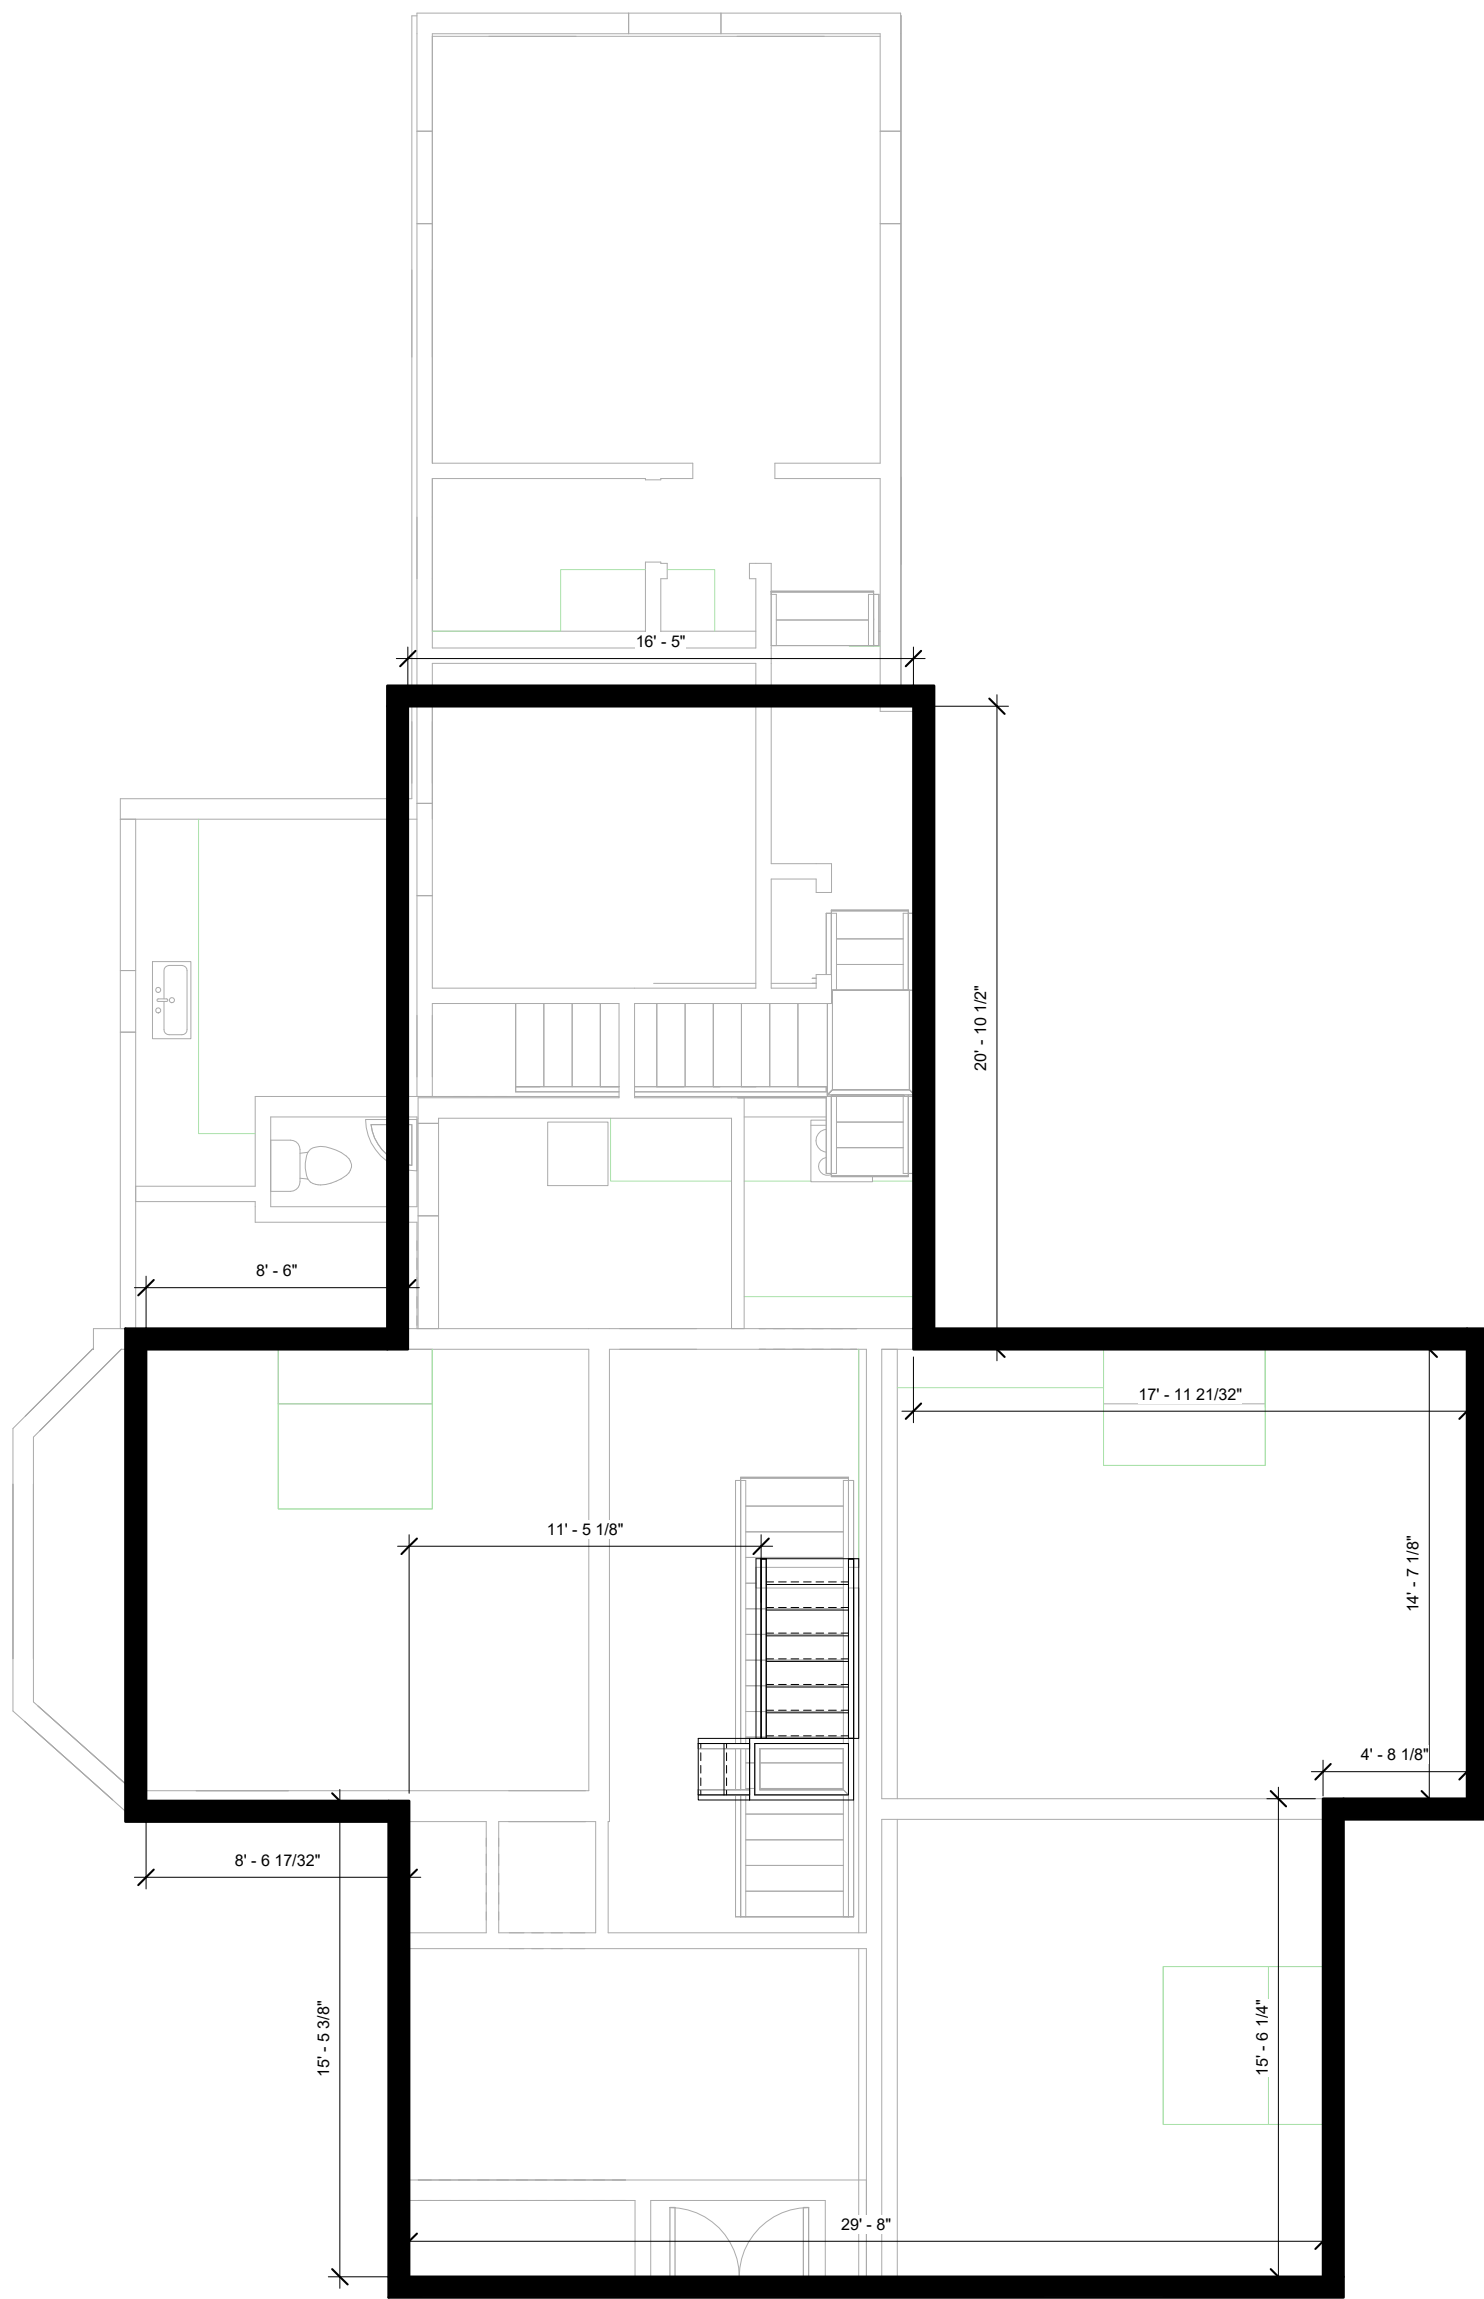 16' - 5"
20' - 10 1/2"
8' - 6"
17' - 11 21/32"
11' - 5 1/8"
14' - 7 1/8"
4' - 8 1/8"
8' - 6 17/32"
15' - 5 3/8"
15' - 6 1/4"
29' - 8"